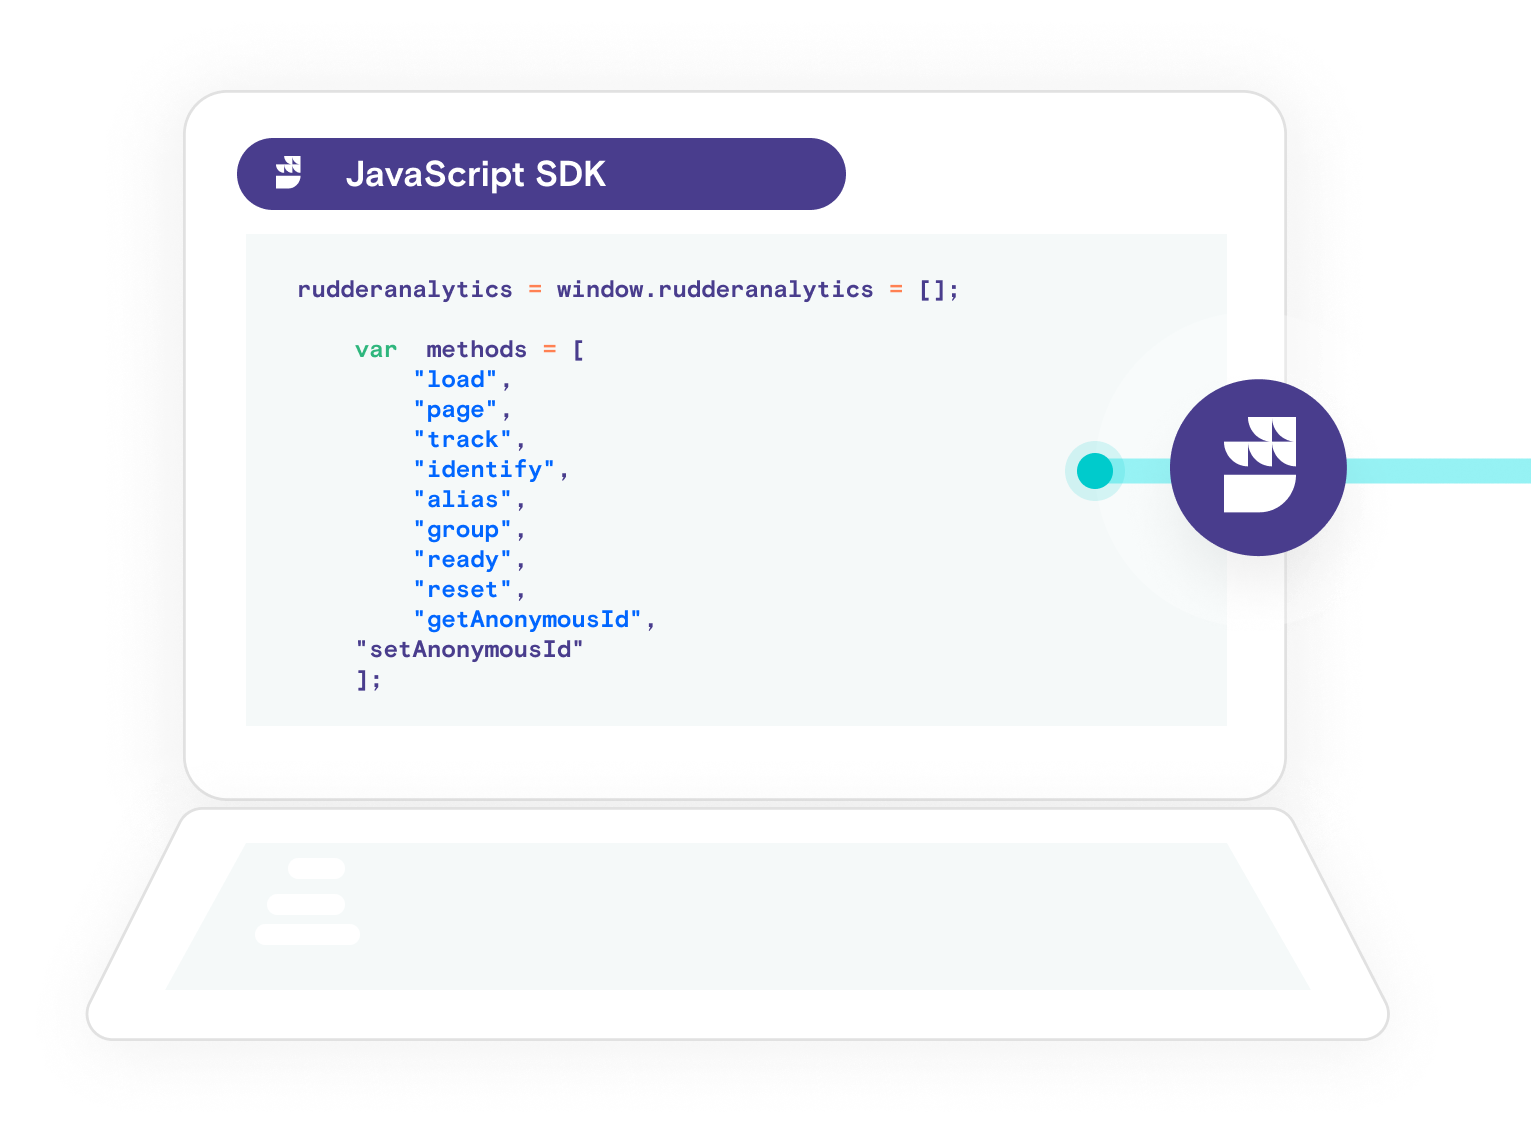 JavaScript SDK
rudderanalytics = window.rudderanalytics = [];
var  methods = [
"load",
"page",
"track",
"identify",
"alias",
"group",
"ready",
"reset",
"getAnonymousId",
"setAnonymousId"
];